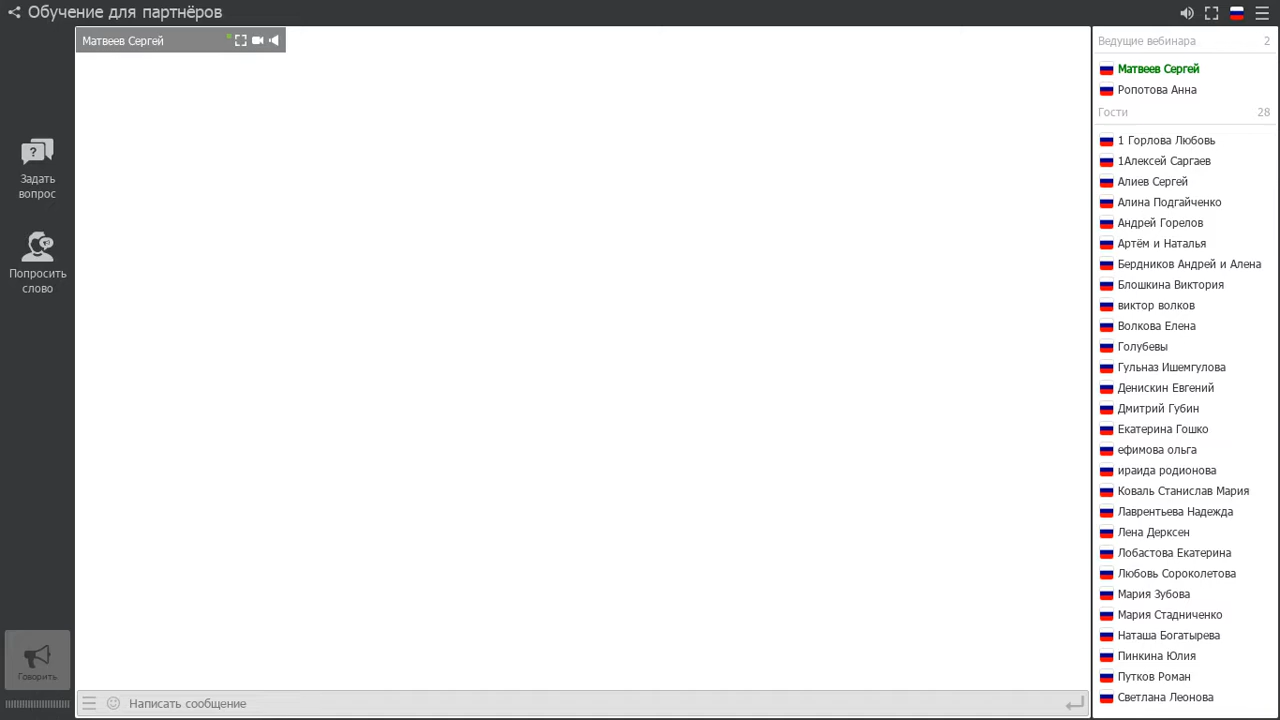 Обучение для партнёров
Матвеев Сергей
Задать
вопрос
Попросить
слово
Говорить
Написать сообщение
Ведущие вебинара 2
Матвеев Сергей
Ропотова Анна
Гости 28
1 Горлова Любовь
1Алексей Саргаев
Алиев Сергей
Алина Подгайченко
Андрей Горелов
Артём и Наталья
Бердников Андрей и Алена
Блошкина Виктория
виктор волков
Волкова Елена
Голубевы
Гульназ Ишемгулова
Денискин Евгений
Дмитрий Губин
Екатерина Гошко
ефимова ольга
ираида родионова
Коваль Станислав Мария
Лаврентьева Надежда
Лена Дерксен
Лобастова Екатерина
Любовь Сороколетова
Мария Зубова
Мария Стадниченко
Наташа Богатырева
Пинкина Юлия
Путков Роман
Светлана Леонова